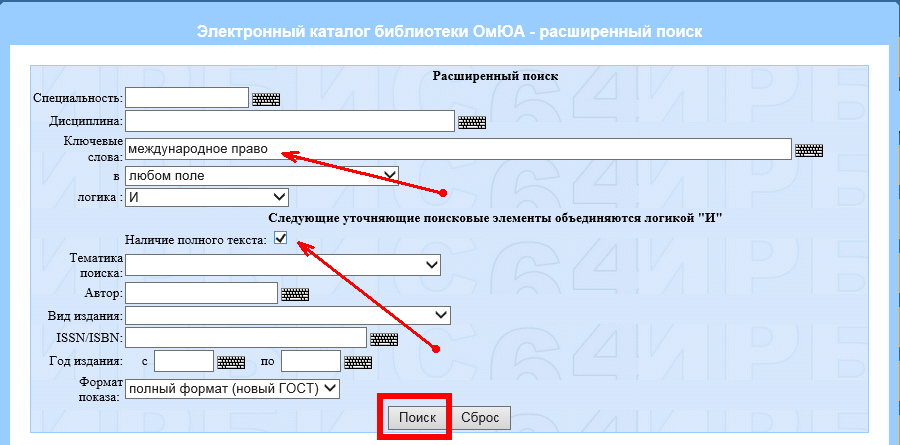 Электронный каталог библиотеки ОмЮА - расширенный поиск
Расширенный поиск
Специальность:
Дисциплина:
Ключевые слова: международное право
в любом поле
логика : И
Следующие уточняющие поисковые элементы объединяются логикой "И"
Наличие полного текста:
Тематика поиска:
Автор:
Вид издания:
ISSN/ISBN:
Год издания: с по
Формат показа: полный формат (новый ГОСТ)
Поиск Сброс
ИРБИС64ИРБ